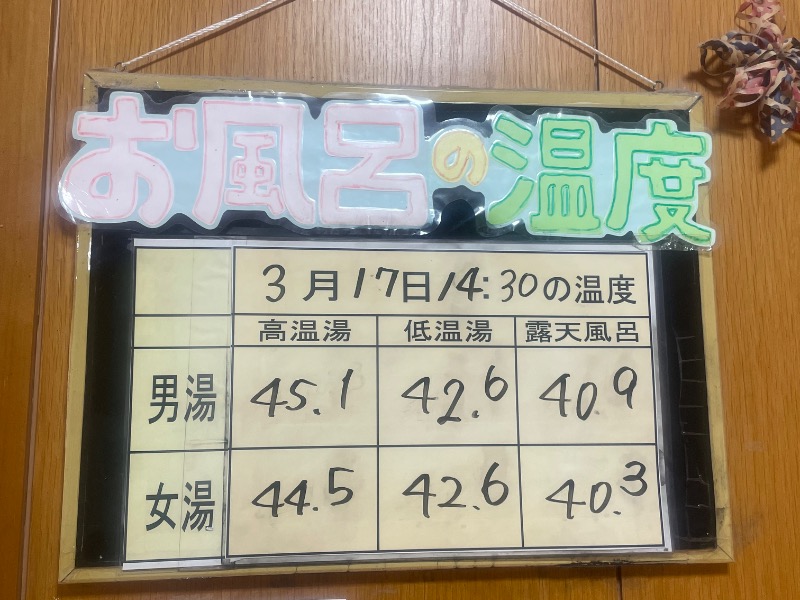 お風呂の温度
3月17日14:30の温度
高温湯 低温湯 露天風呂
男湯 45.1 42.6 40.9
女湯 44.5 42.6 40.3